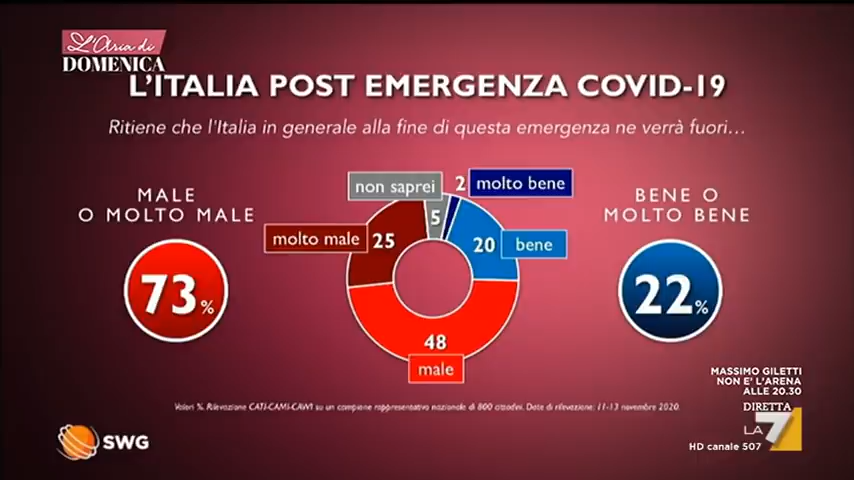 L'Aria di
DOMENICA
L'ITALIA POST EMERGENZA COVID-19
Ritiene che l'Italia in generale alla fine di questa emergenza ne verrà fuori...
MALE
O MOLTO MALE
73%
non saprei
5
2
molto bene
molto male
25
20
bene
48
male
BENE O
MOLTO BENE
22%
Valori %. Rilevazione CATI-CAMI-CAWI su un campione rappresentativo nazionale di 800 cittadini. Date di rilevazione: 11-13 novembre 2020.
SWG
MASSIMO GILETTI
NON E' L'ARENA
ALLE 20.30
DIRETTA
LA 7
HD canale 507